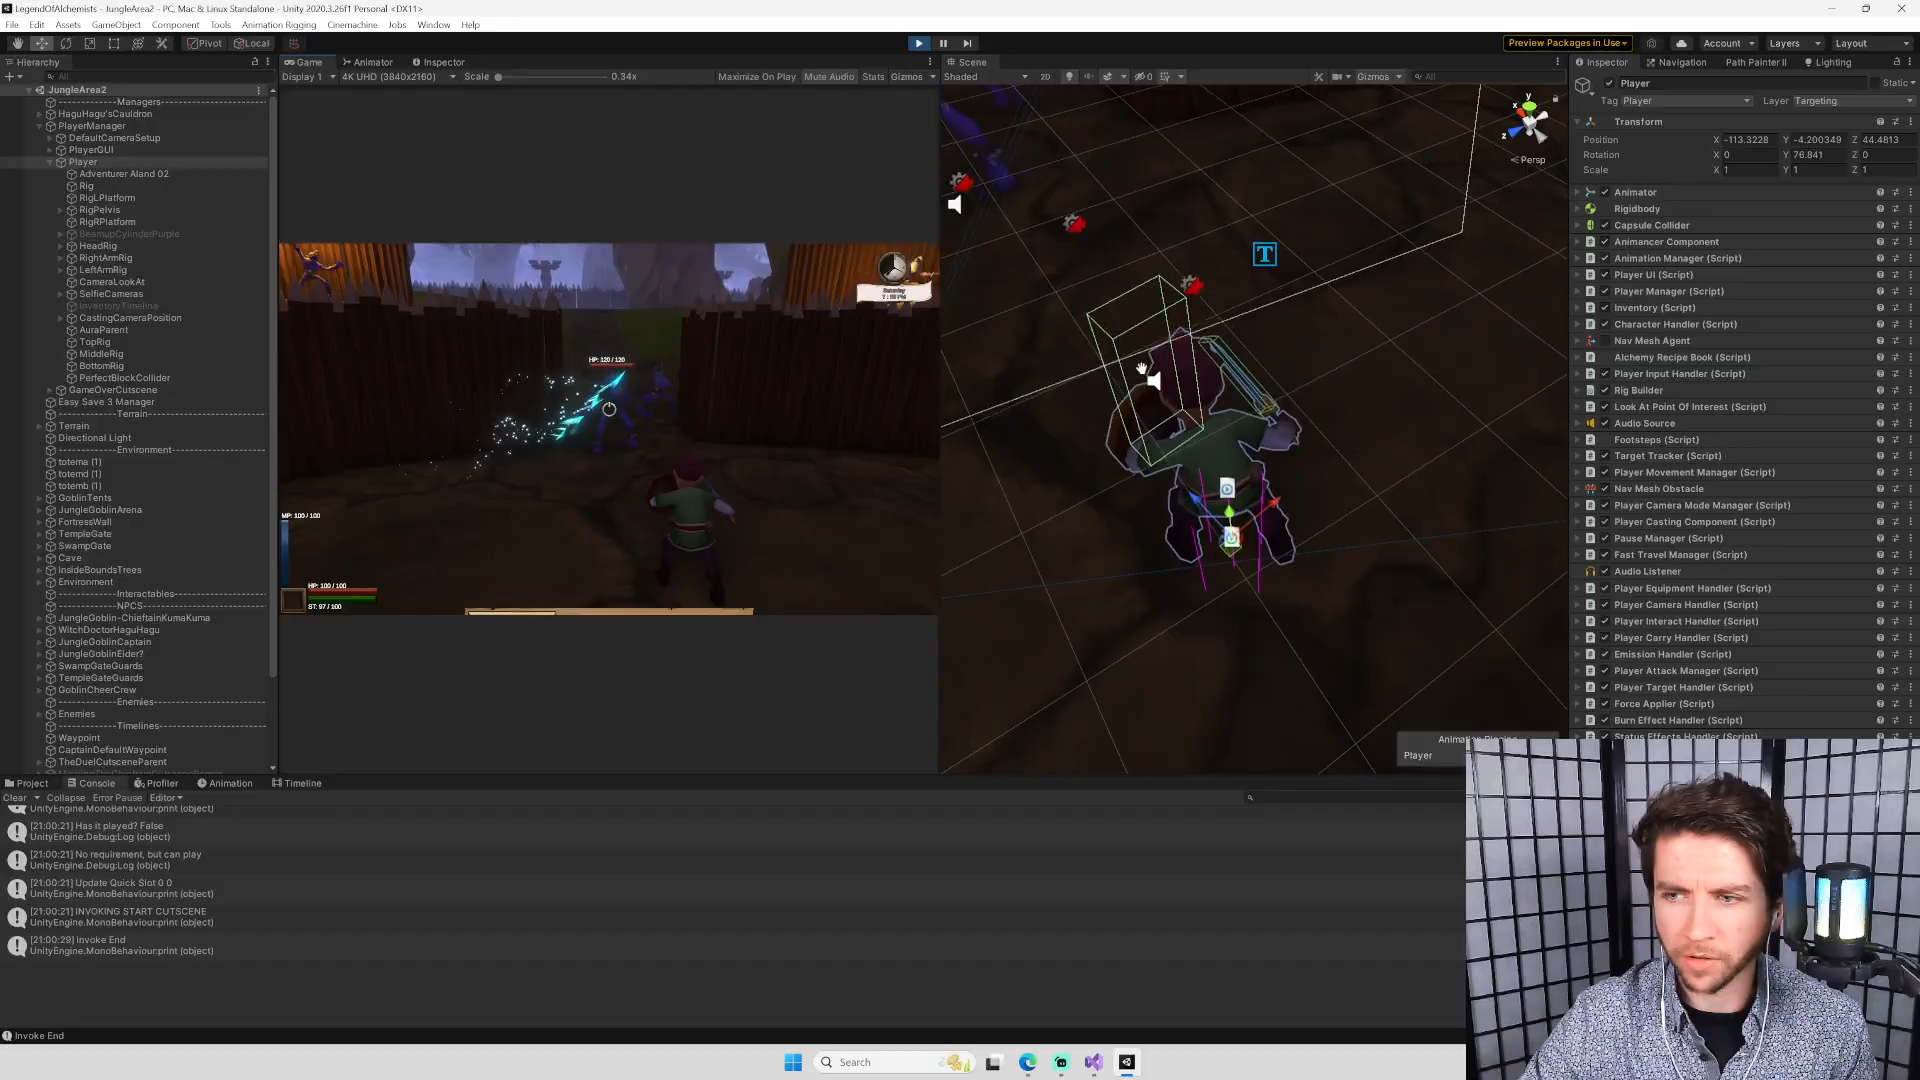 LegendOfAlchemists - JungleArea2 - PC, Mac & Linux Standalone - Unity 2020.3.26f1 Personal <DX11>
File Edit Assets GameObject Component Tools Animation Rigging Cinemachine Jobs Window Help
Pivot Local
Preview Packages in Use
Account Layers Layout
Hierarchy
All
JungleArea2
---------------Managers---------------
HaguHagu'sCauldron
PlayerManager
DefaultCameraSetup
PlayerGUI
Player
Adventurer Aland 02
Rig
RigLPlatform
RigPelvis
RigRPlatform
BeamupCylinderPurple
HeadRig
RightArmRig
LeftArmRig
CameraLookAt
SelfieCameras
InventoryTimeline
CastingCameraPosition
AuraParent
TopRig
MiddleRig
BottomRig
PerfectBlockCollider
GameOverCutscene
Easy Save 3 Manager
---------------Terrain---------------
Terrain
Directional Light
---------------Environment---------------
totema (1)
totemd (1)
totemb (1)
GoblinTents
JungleGoblinArena
FortressWall
TempleGate
SwampGate
Cave
InsideBoundsTrees
Environment
---------------Interactables---------------
---------------NPCS---------------
JungleGoblin-ChieftainKumaKuma
WitchDoctorHaguHagu
JungleGoblinCaptain
JungleGoblinElder?
SwampGateGuards
TempleGateGuards
GoblinCheerCrew
---------------Enemies---------------
Enemies
---------------Timelines---------------
Waypoint
CaptainDefaultWaypoint
TheDuelCutsceneParent
Game Animator Inspector
Display 1 4K UHD (3840x2160) Scale 0.34x Maximize On Play Mute Audio Stats Gizmos
Saturday
HP: 120 / 120
MP: 100 / 100
HP: 100 / 100
ST: 97 / 100
Scene
Shaded 2D Gizmos All
y
x
z
Persp
T
Player
Inspector Navigation Path Painter II Lighting
Player Static
Tag Player Layer Targeting
Transform
Position X -113.3228 Y -4.200349 Z 44.4813
Rotation X 0 Y 76.841 Z 0
Scale X 1 Y 1 Z 1
Animator
Rigidbody
Capsule Collider
Animancer Component
Animation Manager (Script)
Player UI (Script)
Player Manager (Script)
Inventory (Script)
Character Handler (Script)
Nav Mesh Agent
Alchemy Recipe Book (Script)
Player Input Handler (Script)
Rig Builder
Look At Point Of Interest (Script)
Audio Source
Footsteps (Script)
Target Tracker (Script)
Player Movement Manager (Script)
Nav Mesh Obstacle
Player Camera Mode Manager (Script)
Player Casting Component (Script)
Pause Manager (Script)
Fast Travel Manager (Script)
Audio Listener
Player Equipment Handler (Script)
Player Camera Handler (Script)
Player Interact Handler (Script)
Player Carry Handler (Script)
Emission Handler (Script)
Player Attack Manager (Script)
Player Target Handler (Script)
Force Applier (Script)
Burn Effect Handler (Script)
Status Effects Handler (Script)
Project Console Profiler Animation Timeline
Clear Collapse Error Pause Editor
UnityEngine.MonoBehaviour:print (object)
[21:00:21] Has it played? False
UnityEngine.Debug:Log (object)
[21:00:21] No requirement, but can play
UnityEngine.Debug:Log (object)
[21:00:21] Update Quick Slot 0 0
UnityEngine.MonoBehaviour:print (object)
[21:00:21] INVOKING START CUTSCENE
UnityEngine.MonoBehaviour:print (object)
[21:00:29] Invoke End
UnityEngine.MonoBehaviour:print (object)
Invoke End
Search